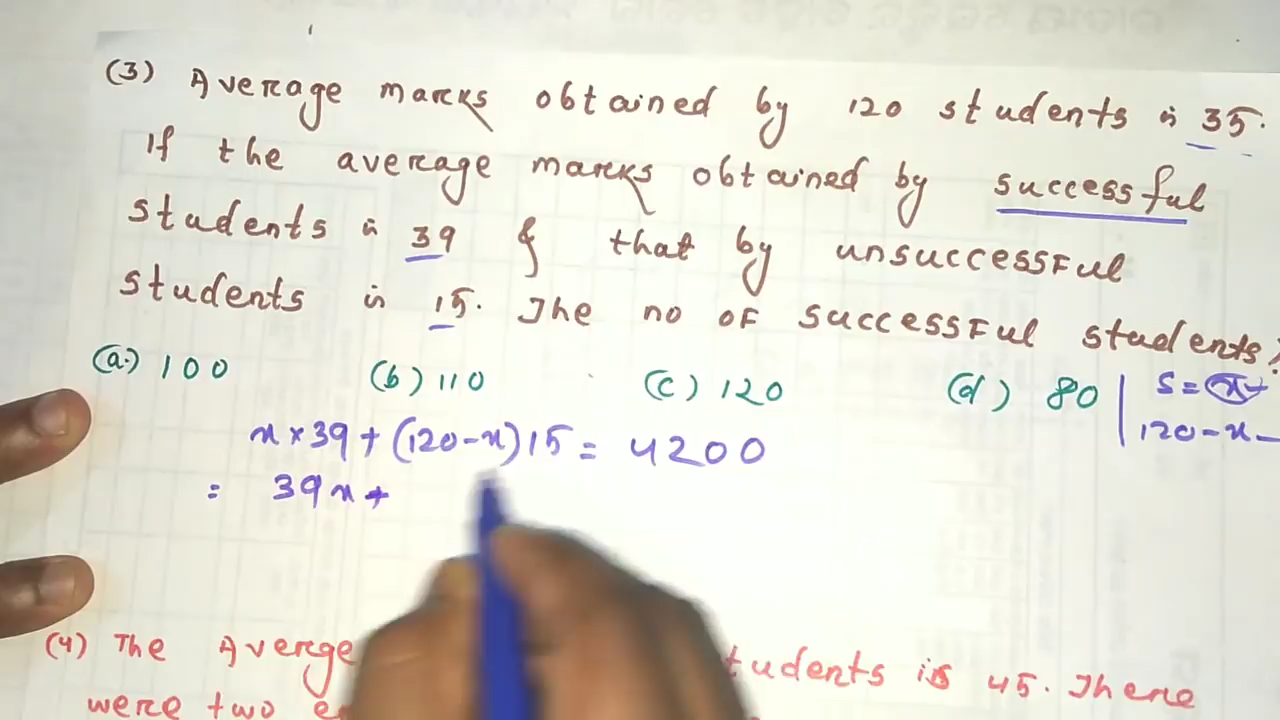 (3) Average marks obtained by 120 students is 35.
If the average marks obtained by successful
students is 39 & that by unsuccessful
students is 15. The no of successful students?
(a.) 100 (b) 110 (c) 120 (d) 80
S = x
120-x
x×39+(120-x)15 = 4200
= 39x+
(4) The Average students is 45. There
were two